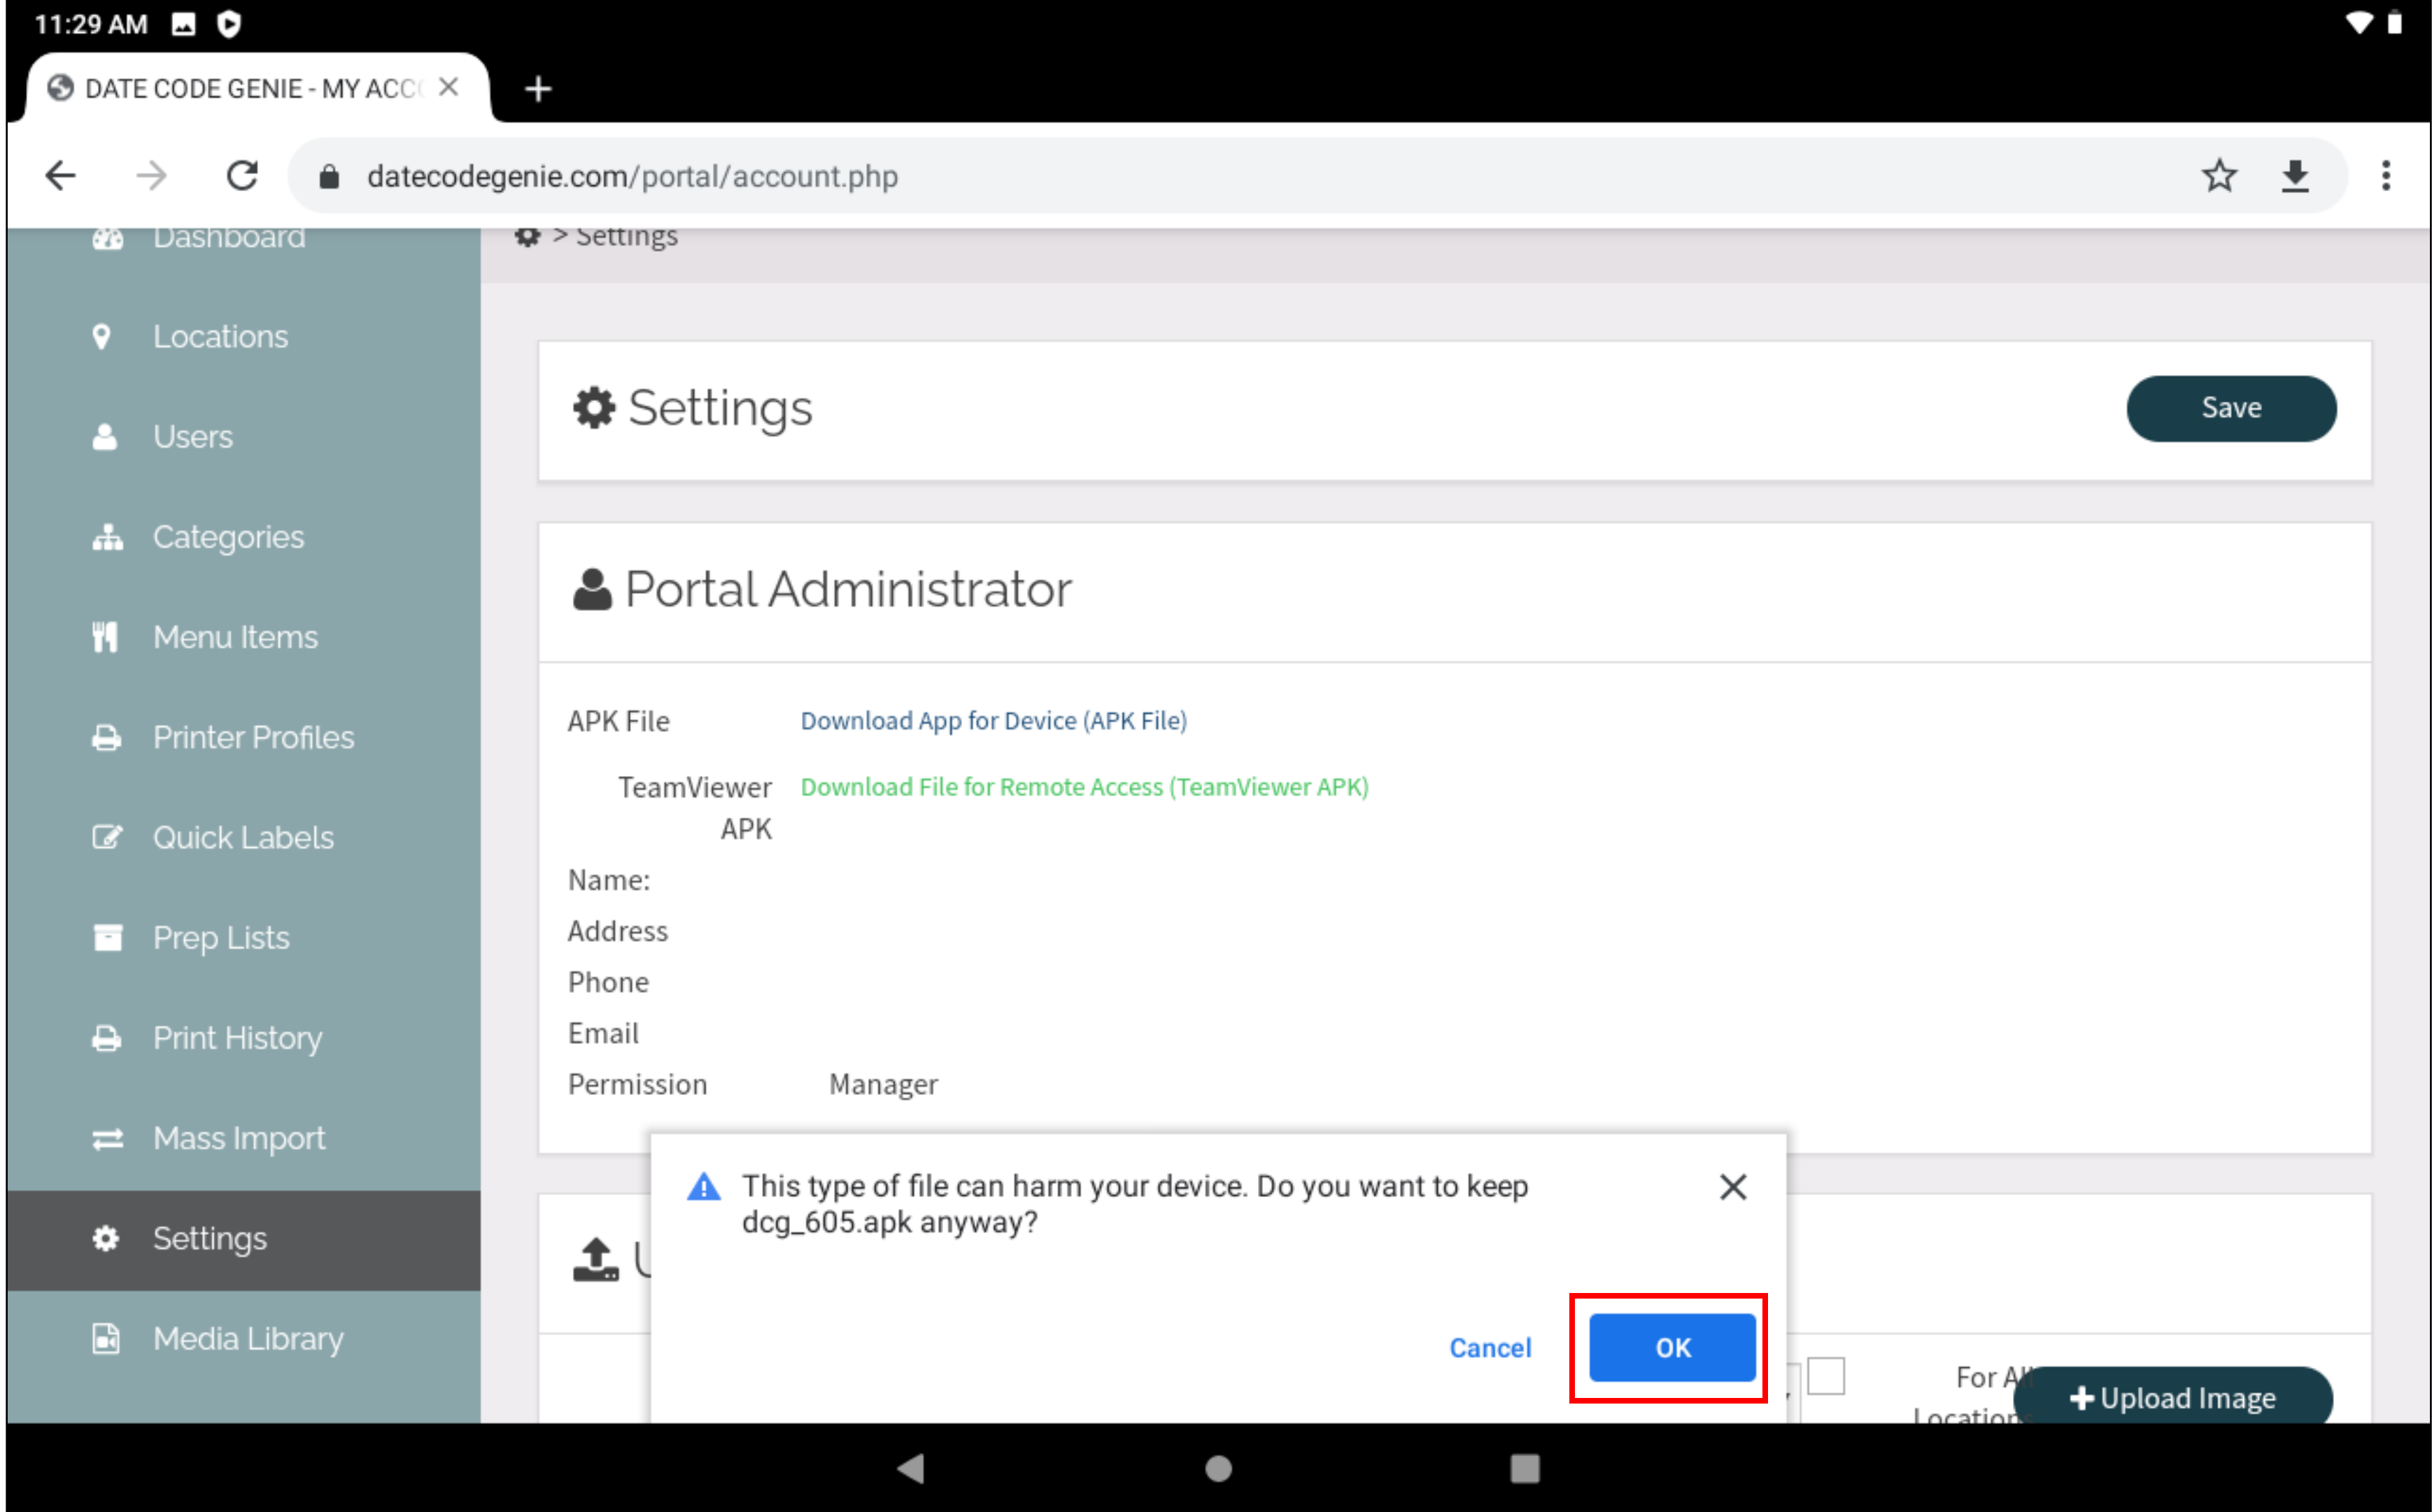 11:29 AM
DATE CODE GENIE - MY ACC
datecodegenie.com/portal/account.php
Dashboard
> Settings
Locations
Users
Categories
Menu Items
Printer Profiles
Quick Labels
Prep Lists
Print History
Mass Import
Settings
Media Library
Settings
Save
Portal Administrator
APK File
Download App for Device (APK File)
TeamViewer
APK
Download File for Remote Access (TeamViewer APK)
Name:
Address
Phone
Email
Permission
Manager
This type of file can harm your device. Do you want to keep
dcg_605.apk anyway?
Cancel
OK
For All
Location
+ Upload Image